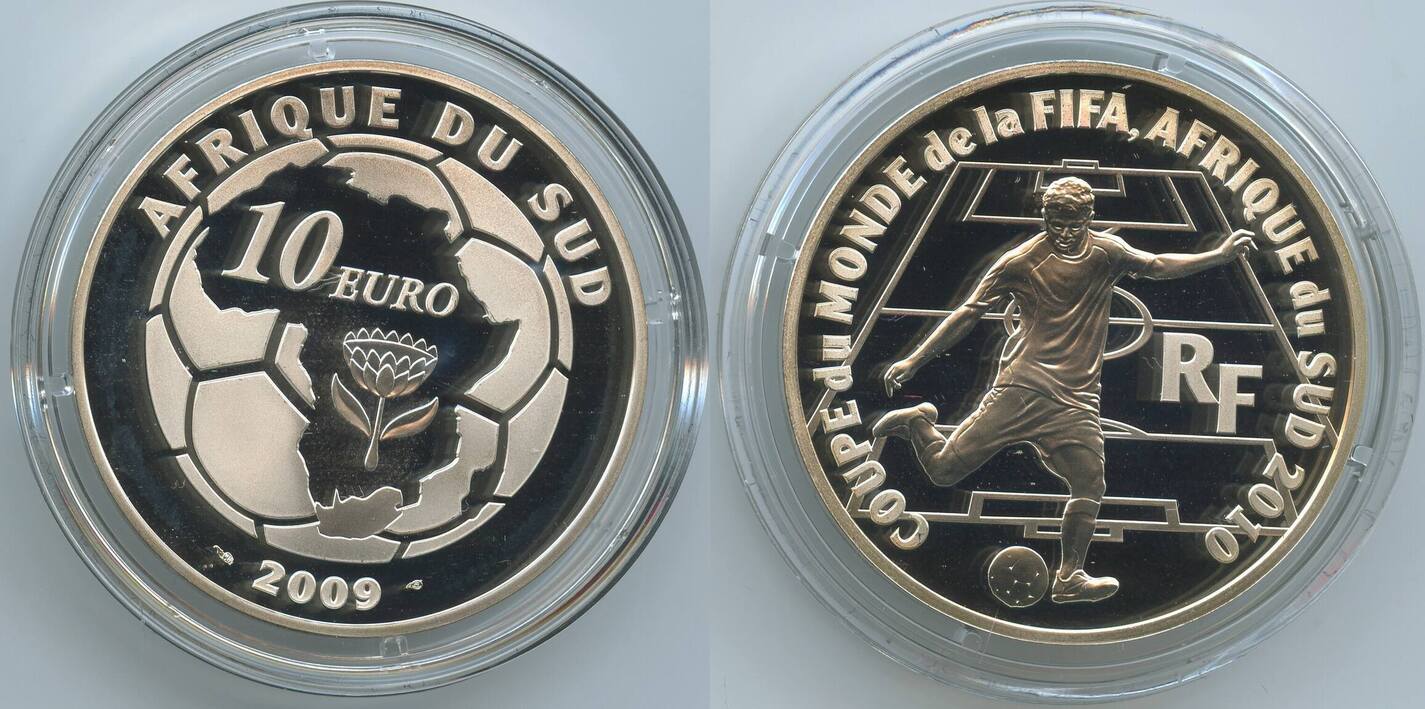 AFRIQUE DU SUD
10 EURO
2009
COUPE du MONDE de la FIFA, AFRIQUE du SUD 2010
RF